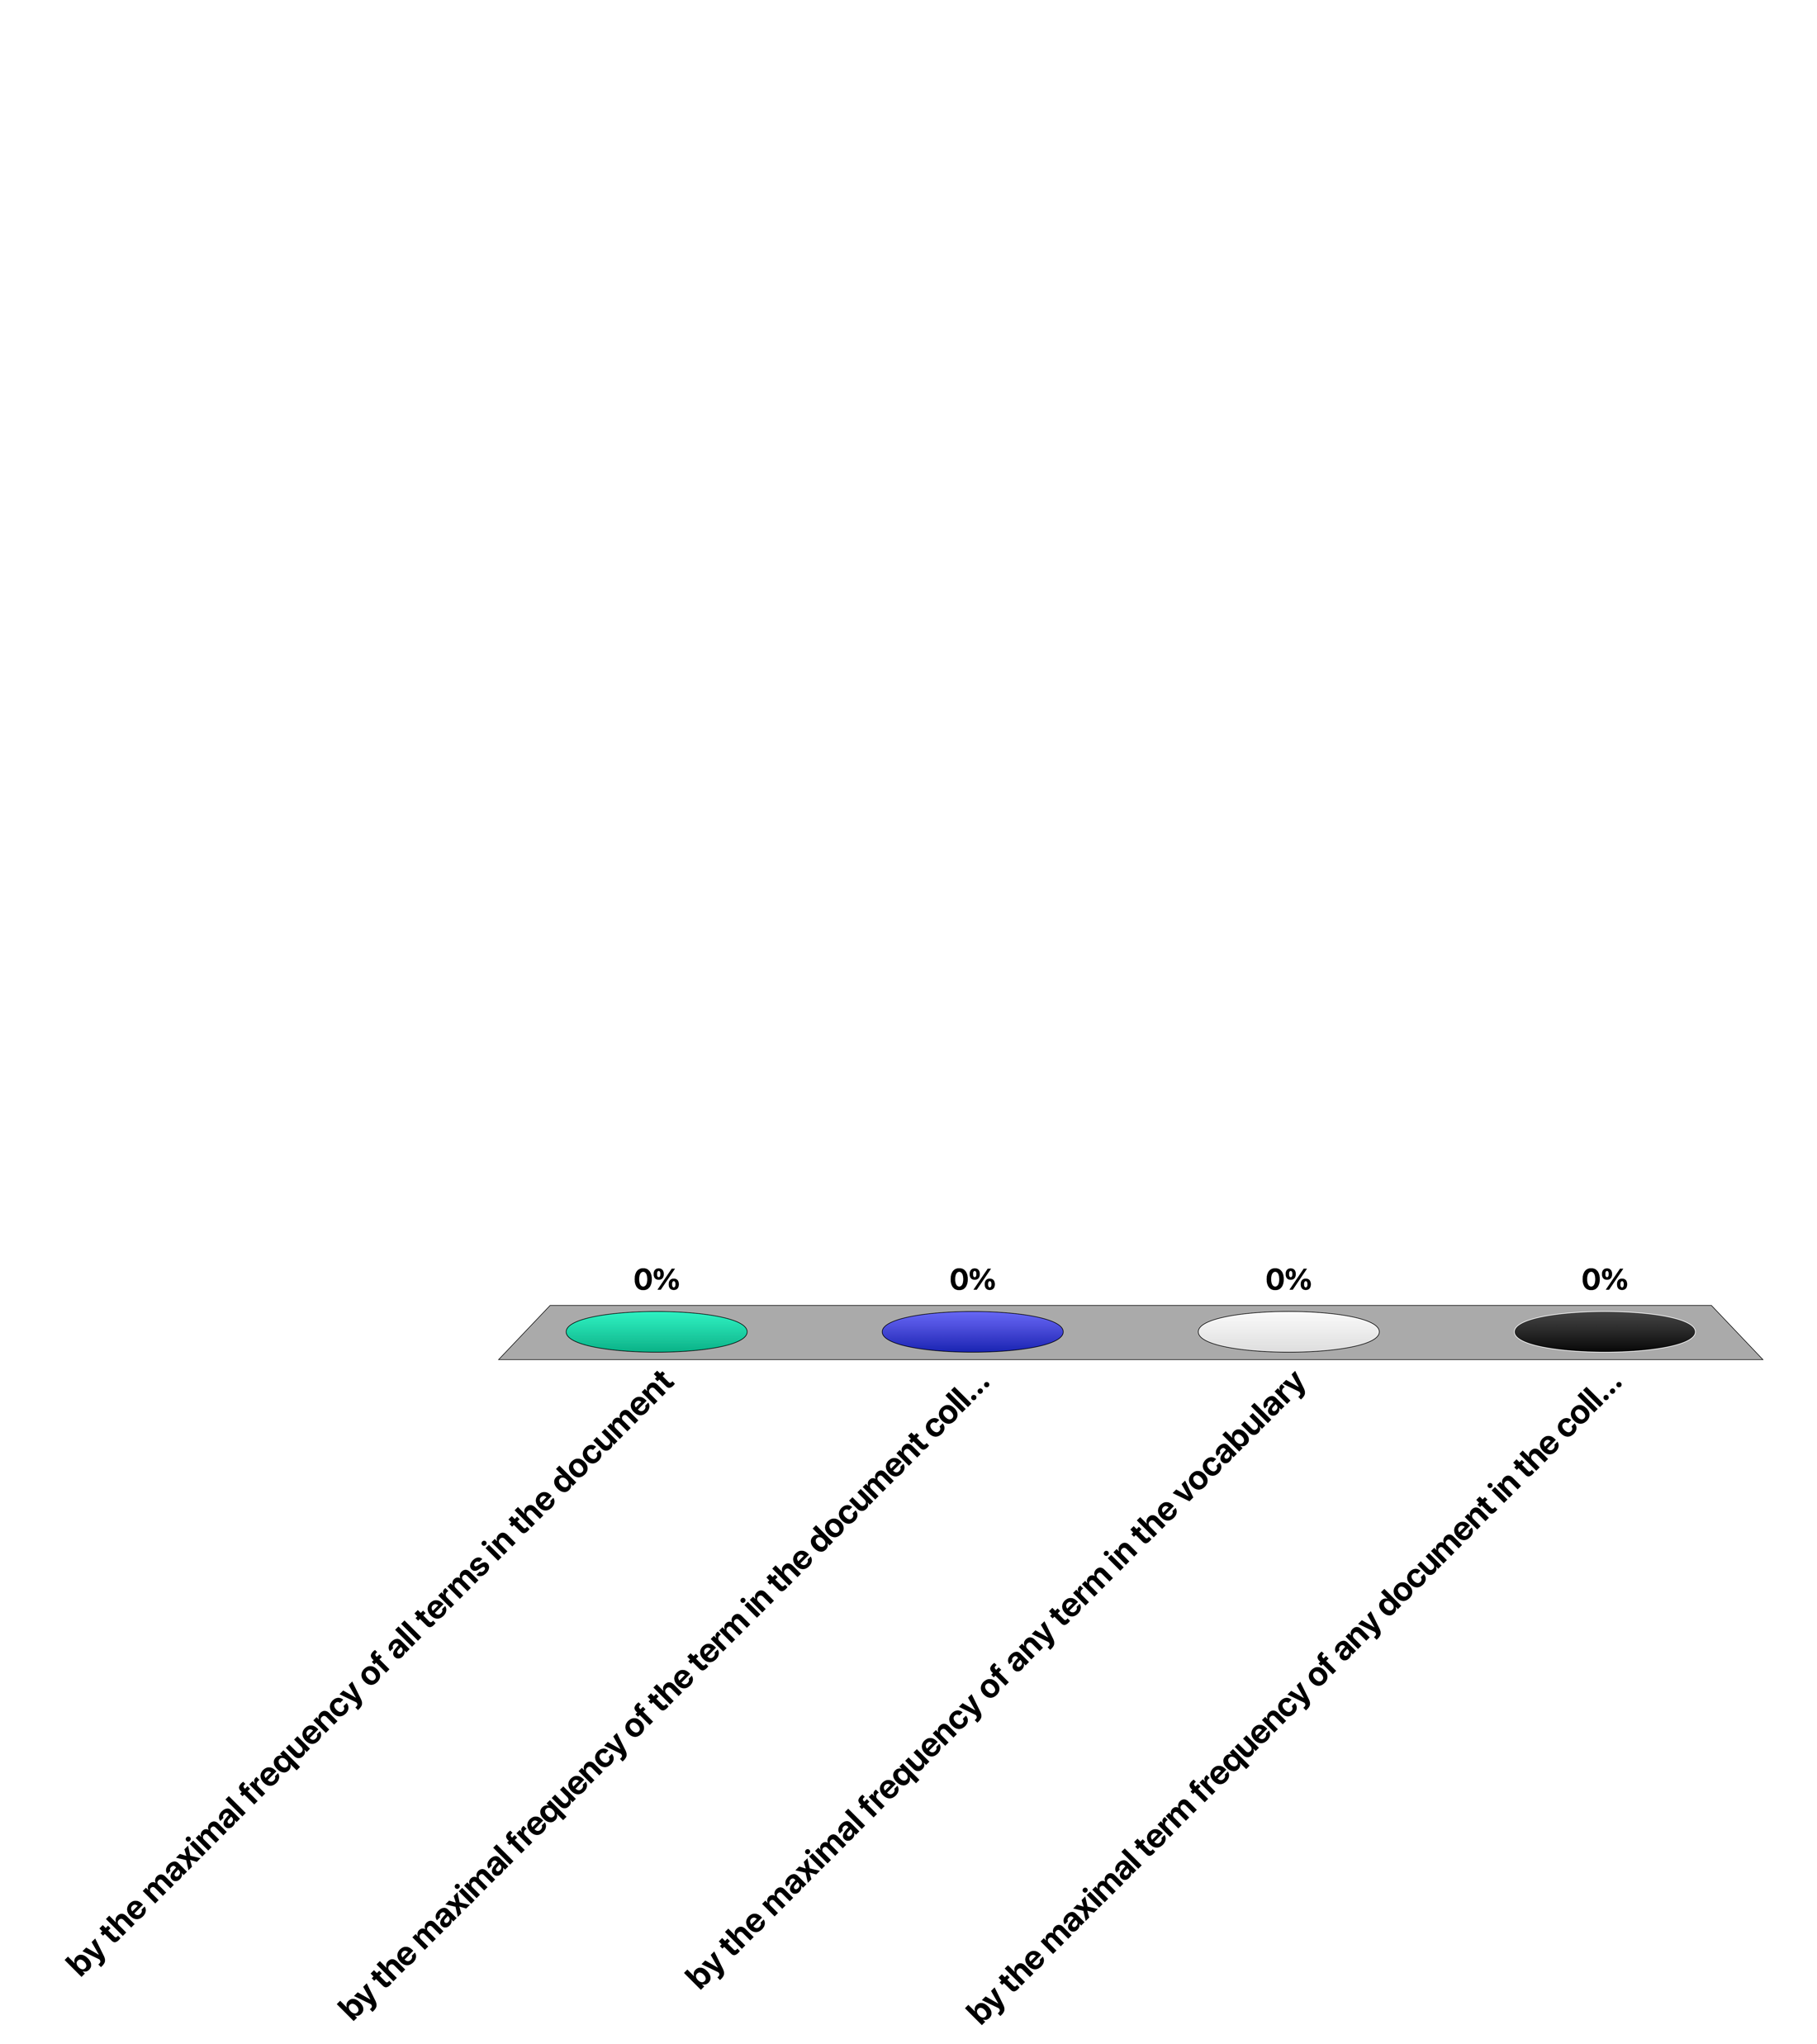 0%
0%
0%
0%
by the maximal frequency of all terms in the document
by the maximal frequency of the term in the document coll...
by the maximal frequency of any term in the vocabulary
by the maximal term frequency of any document in the coll...